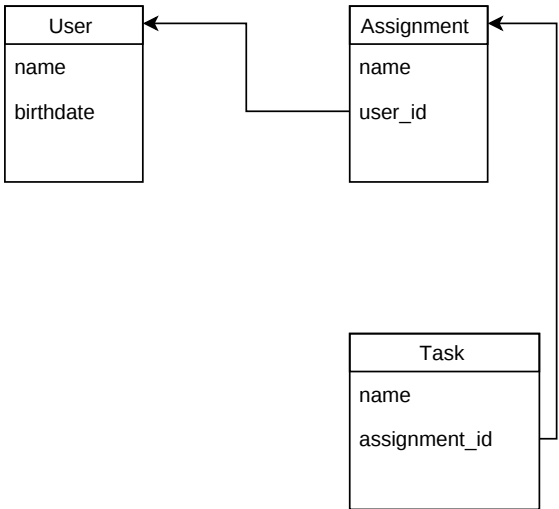 User
name
birthdate
Assignment
name
user_id
Task
name
assignment_id